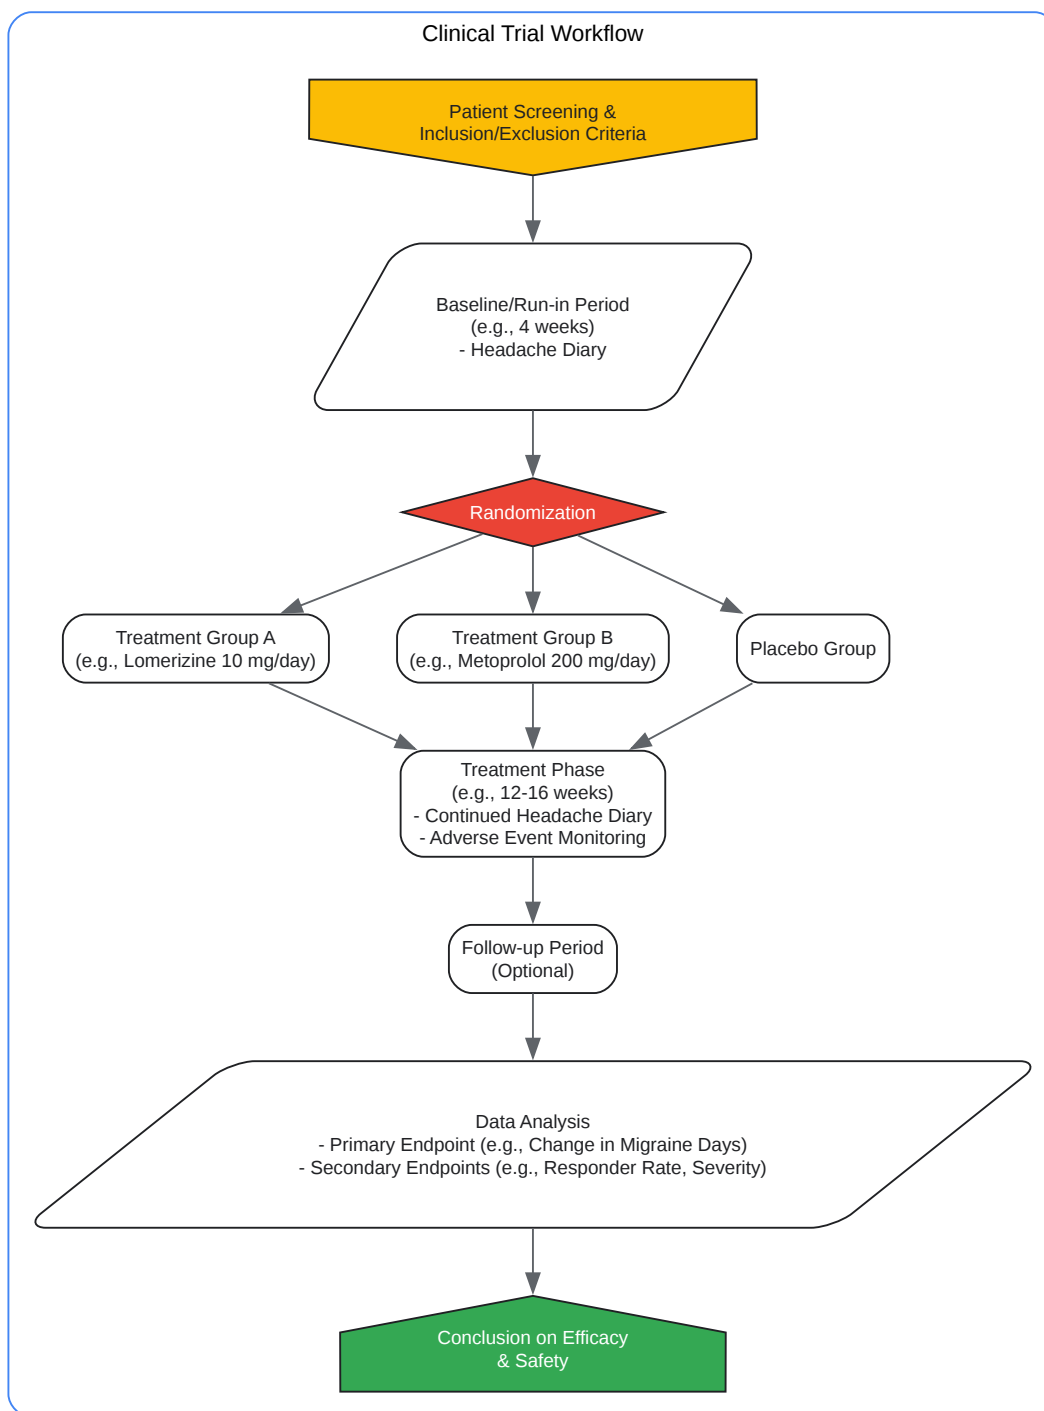 Clinical Trial Workflow
Patient Screening &
Inclusion/Exclusion Criteria
Baseline/Run-in Period
(e.g., 4 weeks)
- Headache Diary
Randomization
Treatment Group A
(e.g., Lomerizine 10 mg/day)
Treatment Group B
(e.g., Metoprolol 200 mg/day)
Placebo Group
Treatment Phase
(e.g., 12-16 weeks)
- Continued Headache Diary
- Adverse Event Monitoring
Follow-up Period
(Optional)
Data Analysis
- Primary Endpoint (e.g., Change in Migraine Days)
- Secondary Endpoints (e.g., Responder Rate, Severity)
Conclusion on Efficacy
& Safety